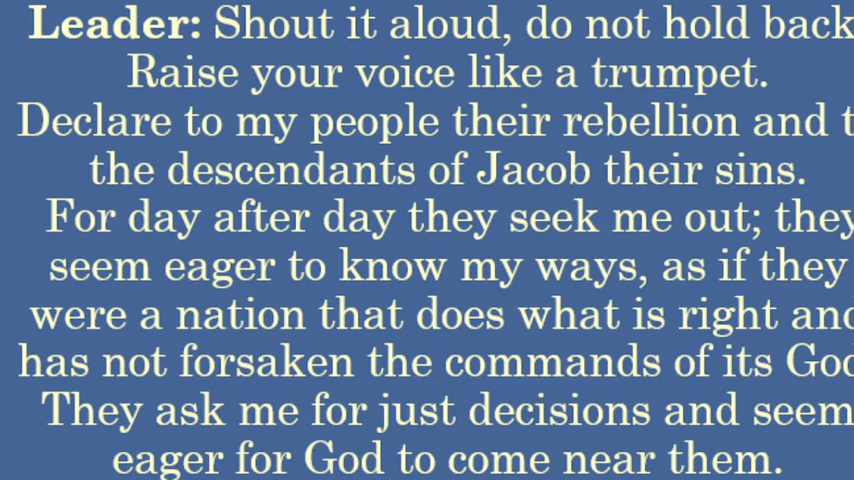 Leader: Shout it aloud, do not hold back
Raise your voice like a trumpet.
Declare to my people their rebellion and
the descendants of Jacob their sins.
For day after day they seek me out; they
seem eager to know my ways, as if they
were a nation that does what is right and
has not forsaken the commands of its God
They ask me for just decisions and seem
eager for God to come near them.